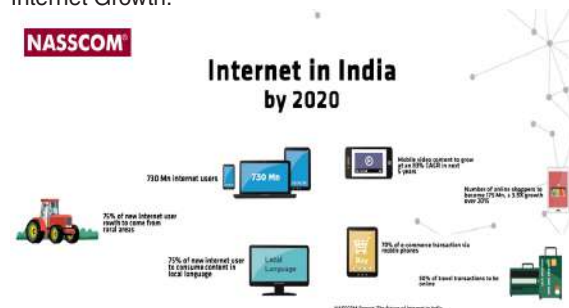 Internet Growth.
NASSCOM®
Internet in India
by 2020
730 Mn internet users
730 Mn
Mobile video content to grow
at an 83% CAGR in next
5 years
Number of online shoppers to
become 175 Mn, a 3.5X growth
over 2015
75% of new internet user
rowth to come from
rural areas
75% of new internet user
to consume content in
local language
Local
Language
Buy
70% of e commerce transaction via
mobile phones
50% of travel transactions to be
online